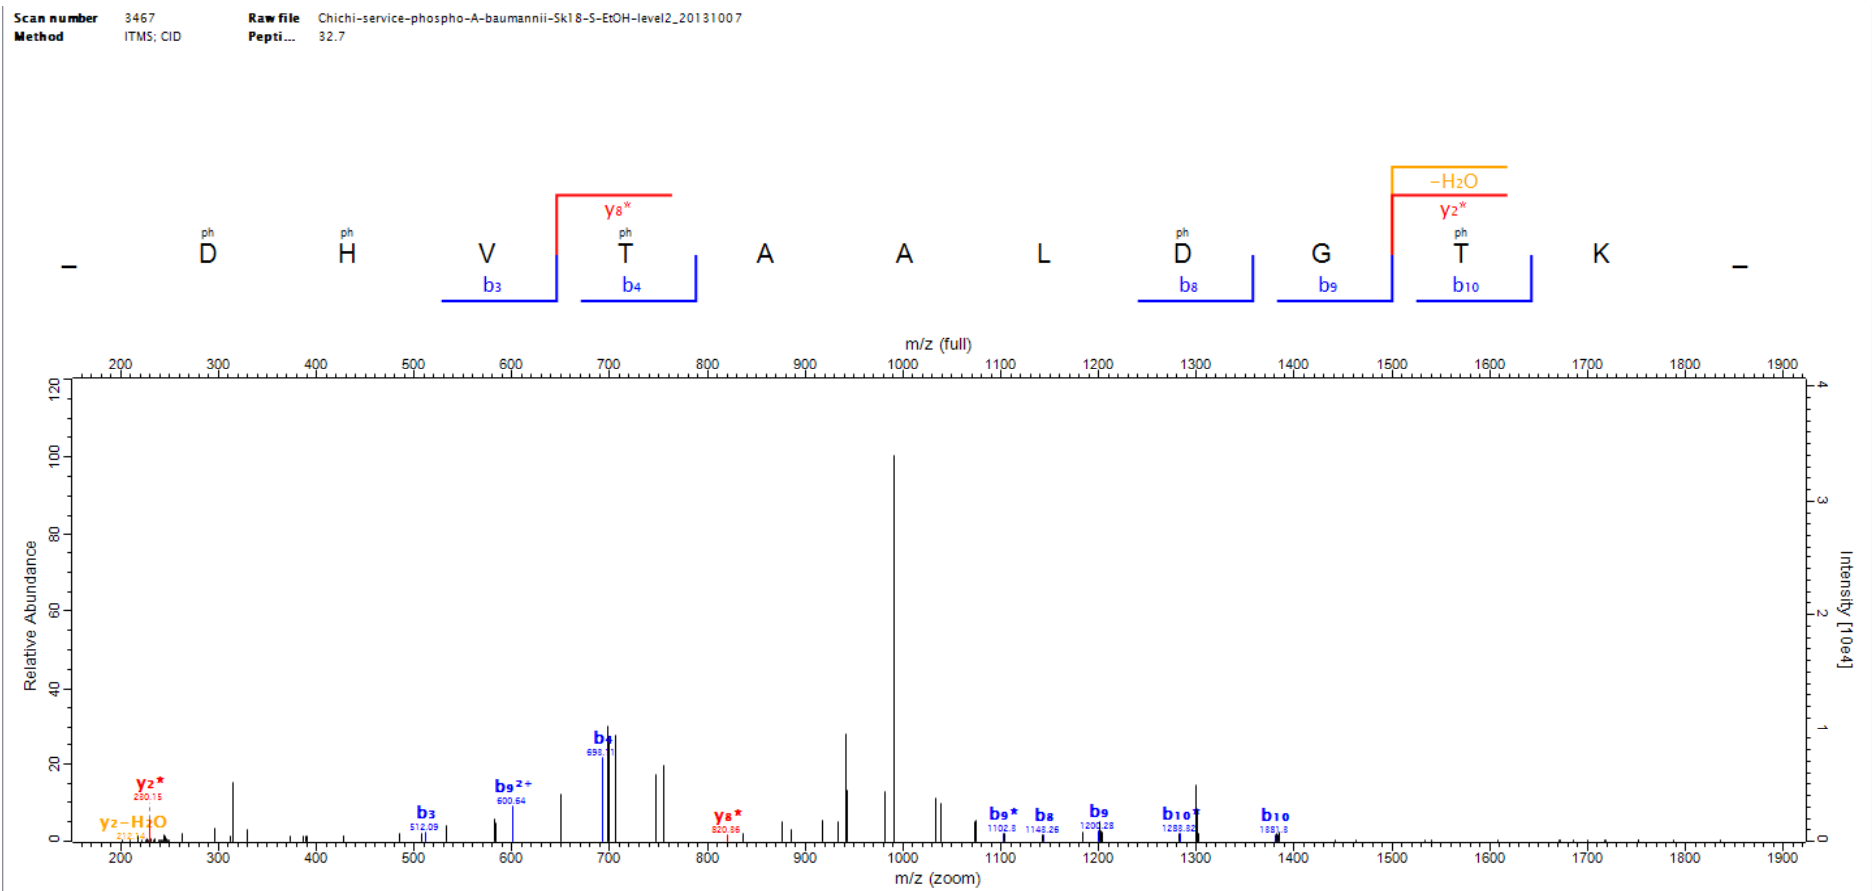 Scan number 3467 Raw file Chichi-service-phospho-A-baumannii-Sk18-S-EtOH-level2_20131007
Method ITMS; CID Pepti... 32.7
-H₂O
y₈* y₂*
ph ph ph ph ph
_ D H V T A A L D G T K _
b₃ b₄ b₈ b₉ b₁₀
m/z (full)
200 300 400 500 600 700 800 900 1000 1100 1200 1300 1400 1500 1600 1700 1800 1900
120 4
100
3
80
60
2
40
1
20
0 0
Relative Abundance
Intensity [10e4]
b₄
y₂* b₉²⁺
280.15 600.64
y₂-H₂O b₃ 512.09
y₈* 820.86
b₉* 1102.8
b₈
b₉
b₁₀*
b₁₀
200 300 400 500 600 700 800 900 1000 1100 1200 1300 1400 1500 1600 1700 1800 1900
m/z (zoom)